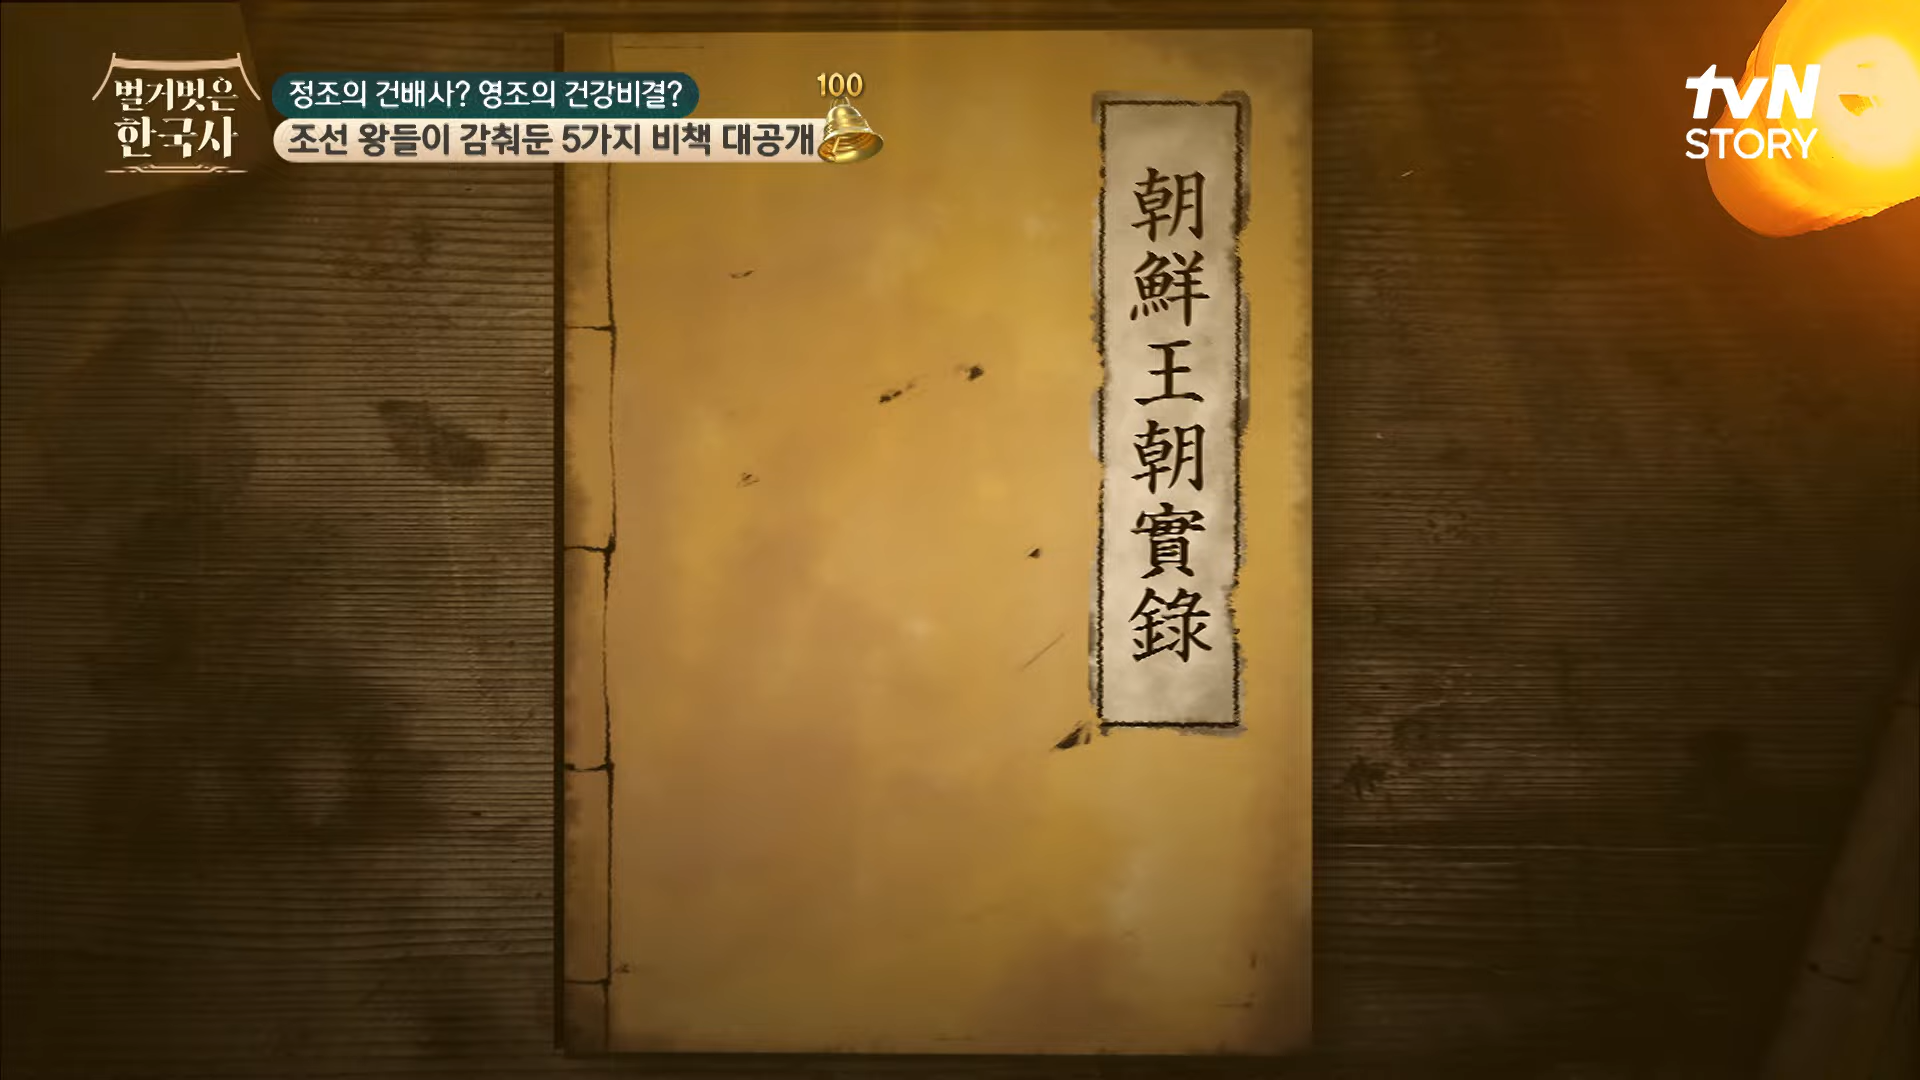 벌거벗은
한국사
정조의 건배사? 영조의 건강비결?
조선 왕들이 감춰둔 5가지 비책 대공개
100
tvN
STORY
朝鮮王朝實錄